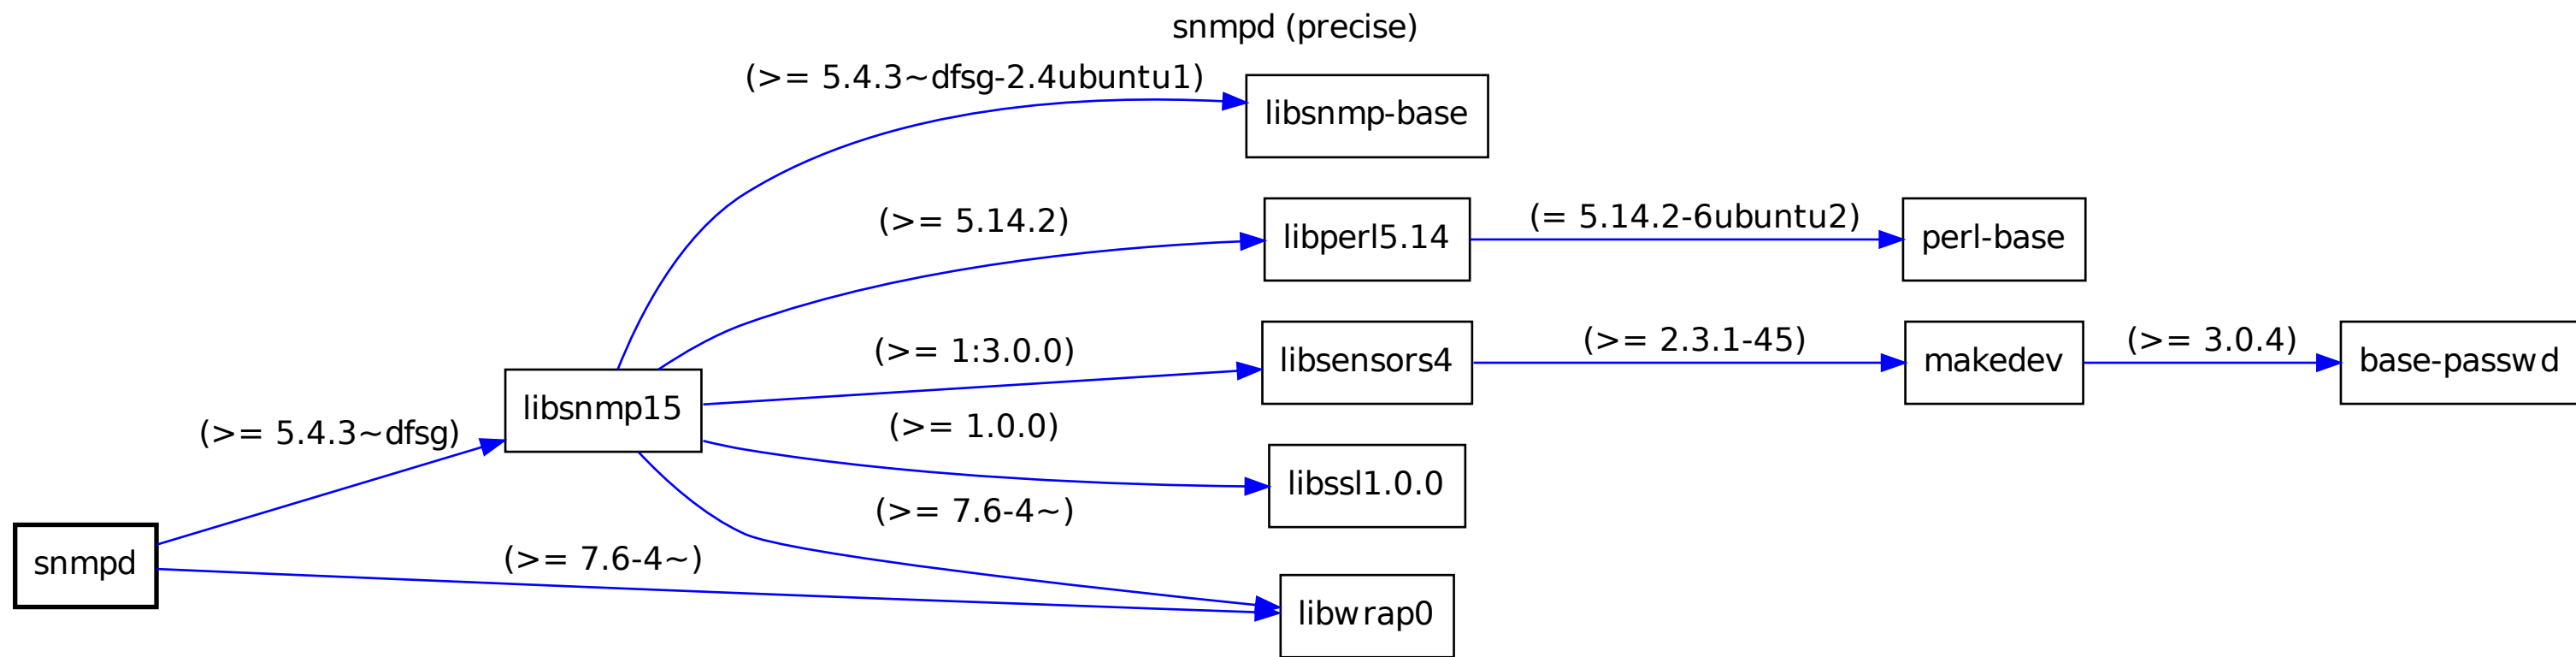 snmpd (precise)
(>= 5.4.3~dfsg-2.4ubuntu1)
libsnmp-base
(>= 5.14.2)
libperl5.14
(= 5.14.2-6ubuntu2)
perl-base
(>= 1:3.0.0)
libsensors4
(>= 2.3.1-45)
makedev
(>= 3.0.4)
base-passwd
libsnmp15
(>= 5.4.3~dfsg)
(>= 1.0.0)
libssl1.0.0
(>= 7.6-4~)
snmpd
(>= 7.6-4~)
libwrap0